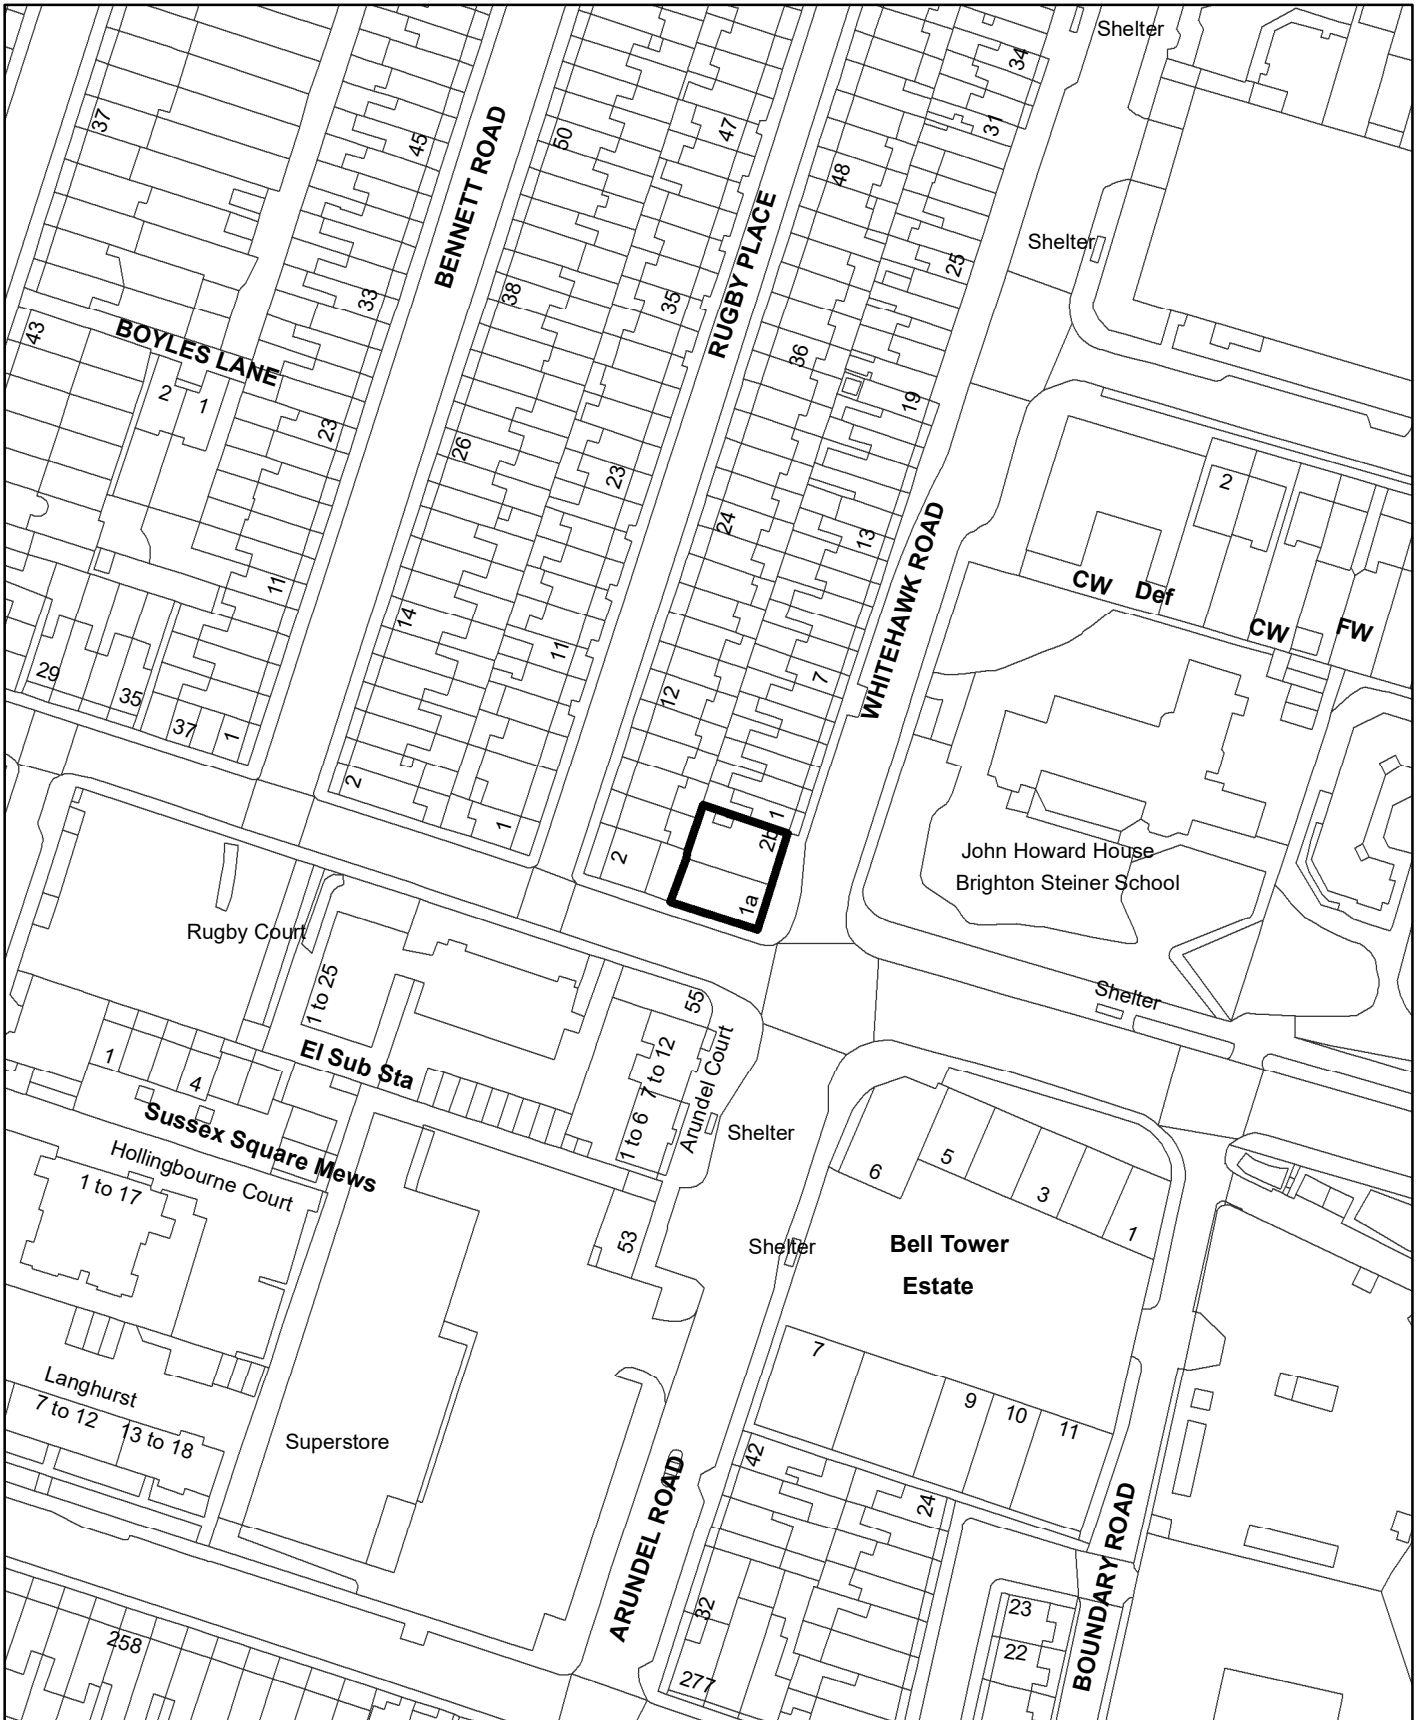 Shelter
34
37
45
BENNETT ROAD
50
47
31
48
RUGBY PLACE
Shelter
25
33
38
35
43
BOYLES LANE
36
2
1
19
23
26
23
24
13
2
WHITEHAWK ROAD
CW
Def
CW
FW
11
14
11
29
35
37
1
12
7
2
1
2
2b
1
1a
John Howard House
Brighton Steiner School
Rugby Court
1 to 25
55
Shelter
1
4
El Sub Sta
7 to 12
1 to 6
Arundel Court
Shelter
Sussex Square Mews
Hollingbourne Court
1 to 17
6
5
3
1
53
Shelter
Bell Tower
Estate
7
Langhurst
7 to 12
13 to 18
9
10
11
Superstore
42
24
ARUNDEL ROAD
BOUNDARY ROAD
32
23
22
258
277